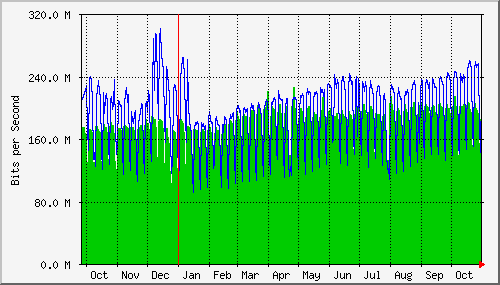 320.0 M
240.0 M
160.0 M
80.0 M
0.0 M
Bits per Second
Oct Nov Dec Jan Feb Mar Apr May Jun Jul Aug Sep Oct